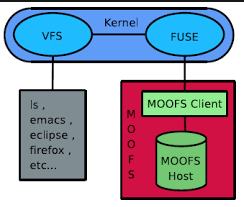 Kernel
VFS
FUSE
ls ,
emacs ,
eclipse ,
firefox ,
etc...
M
O
O
F
S
MOOFS Client
MOOFS
Host